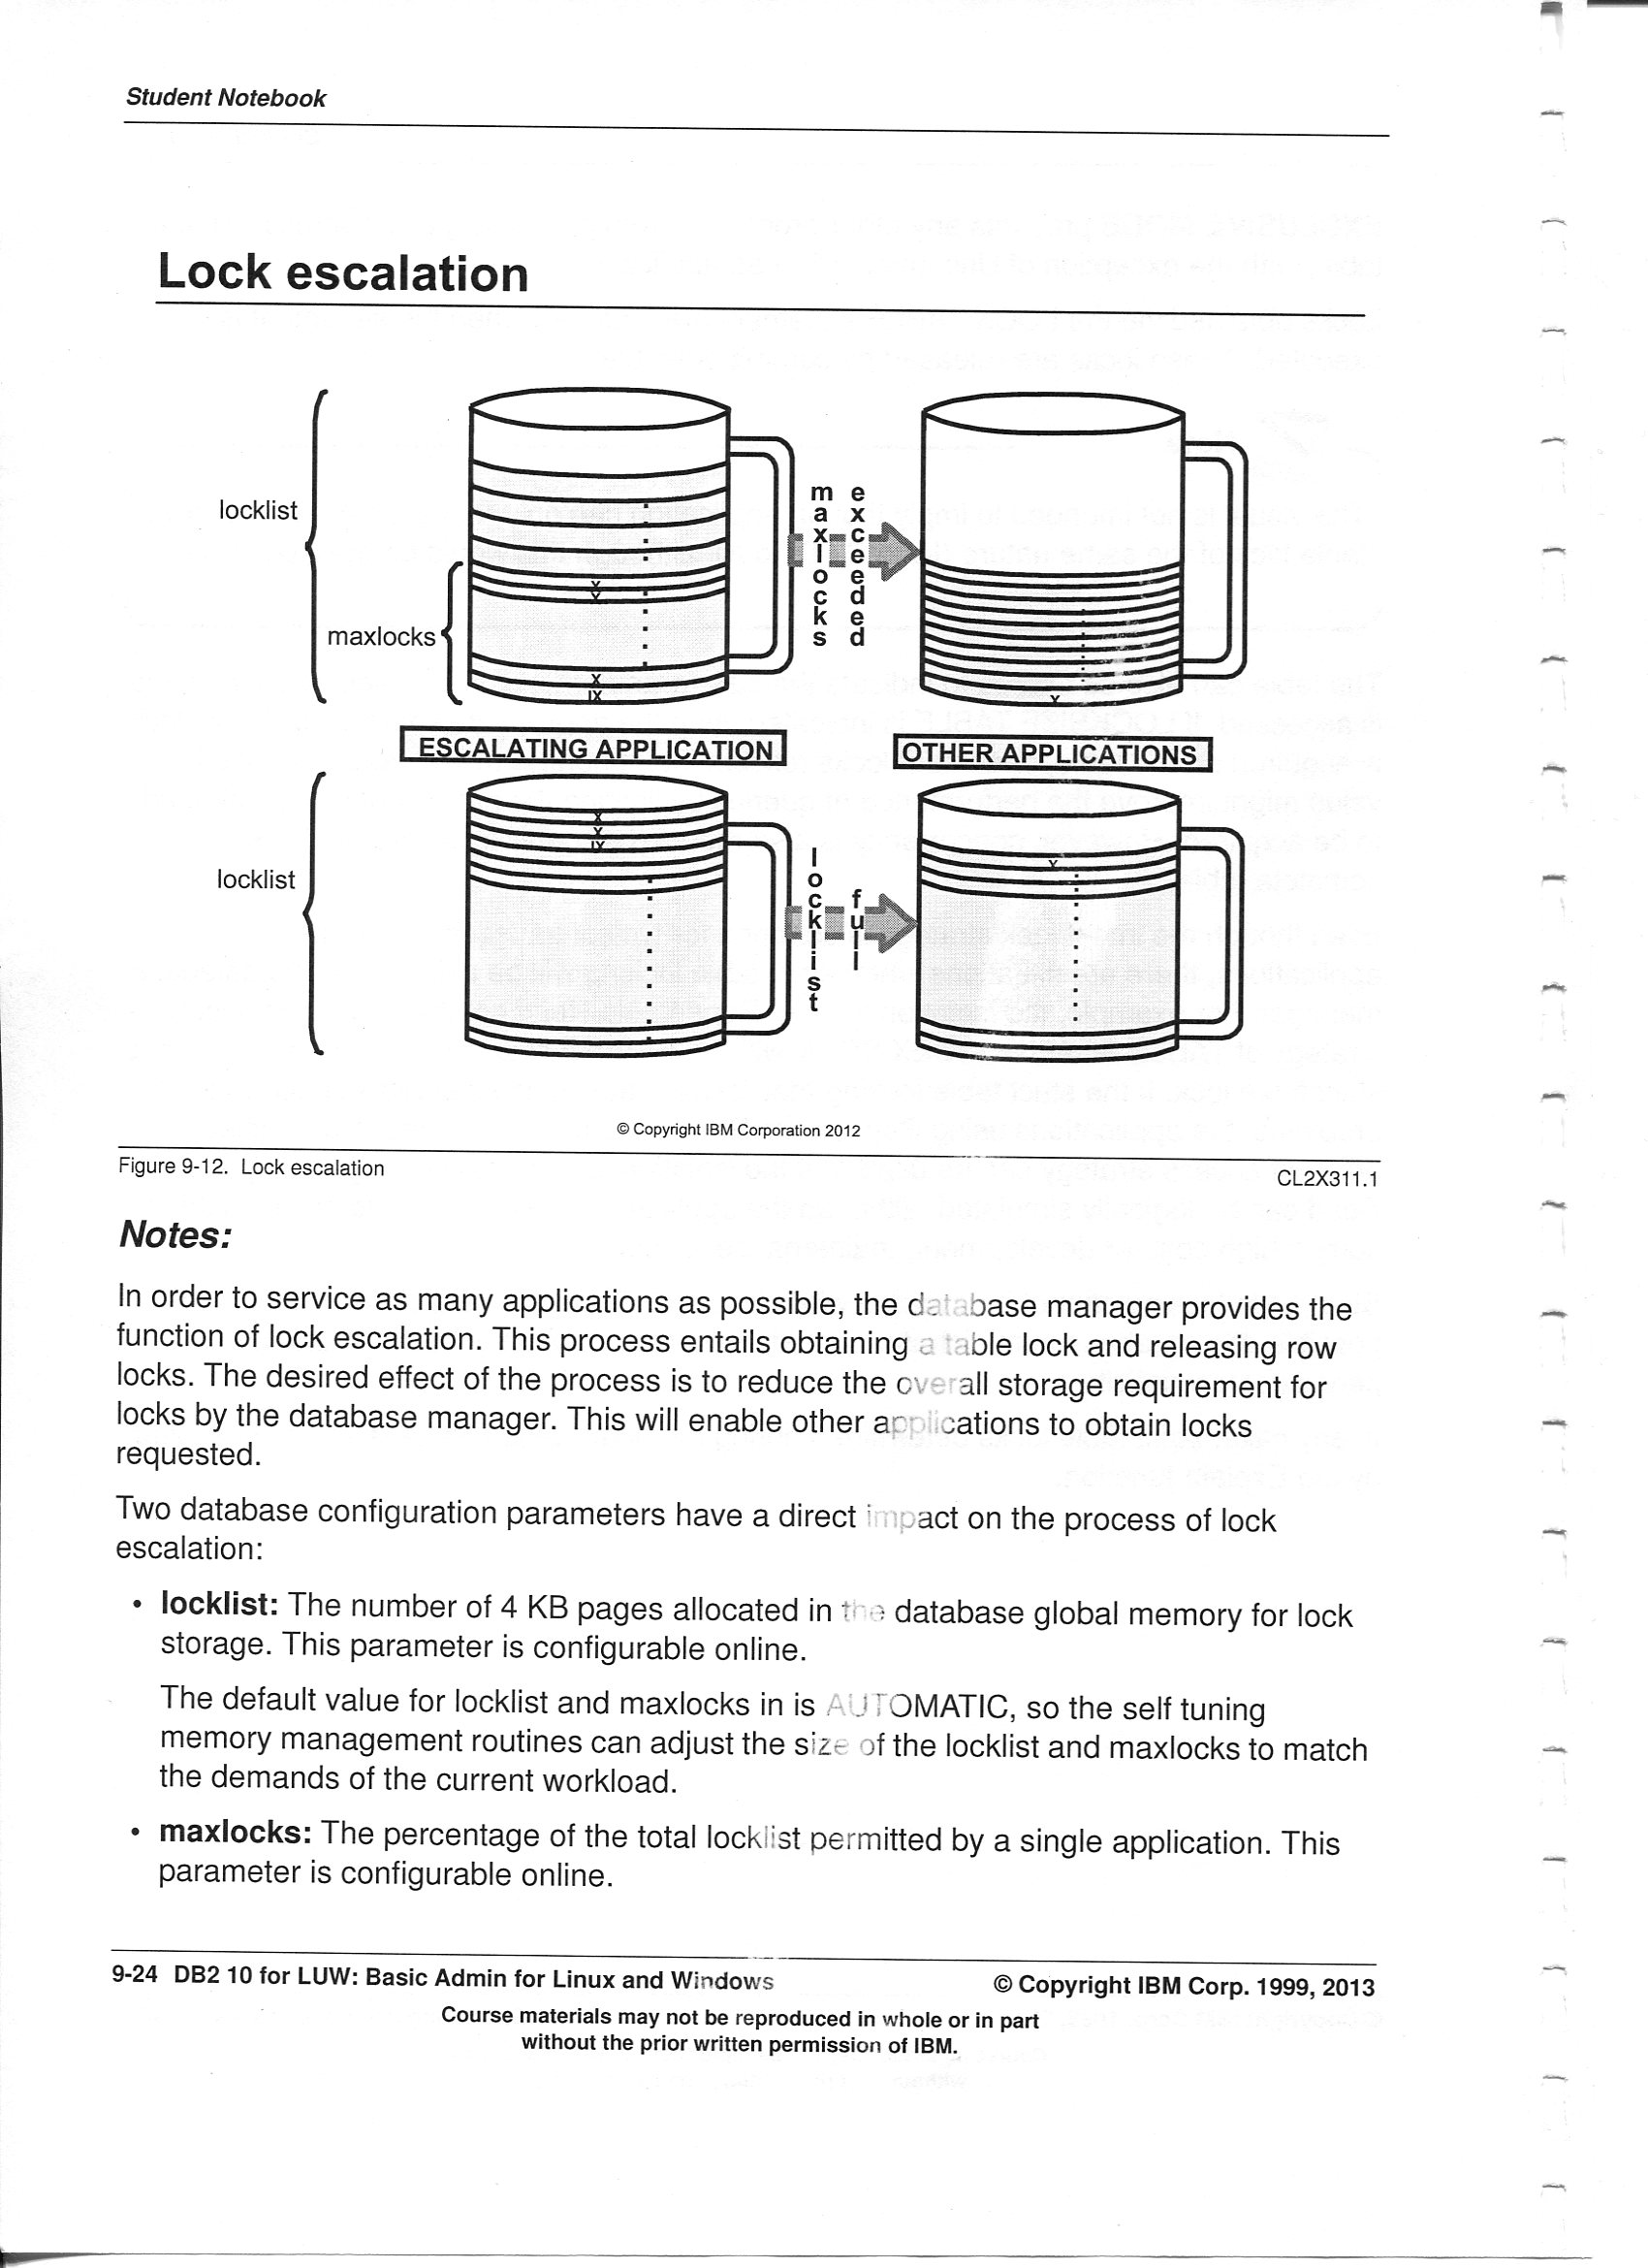 Student Notebook
Lock escalation
locklist
maxlocks
X
X
X
IX
maxlocks
exceeded
X
ESCALATING APPLICATION
OTHER APPLICATIONS
locklist
X
X
IX
locklist
full
X
© Copyright IBM Corporation 2012
Figure 9-12. Lock escalation
CL2X311.1
Notes:
In order to service as many applications as possible, the database manager provides the
function of lock escalation. This process entails obtaining a table lock and releasing row
locks. The desired effect of the process is to reduce the overall storage requirement for
locks by the database manager. This will enable other applications to obtain locks
requested.
Two database configuration parameters have a direct impact on the process of lock
escalation:
• locklist: The number of 4 KB pages allocated in the database global memory for lock
storage. This parameter is configurable online.
The default value for locklist and maxlocks in is AUTOMATIC, so the self tuning
memory management routines can adjust the size of the locklist and maxlocks to match
the demands of the current workload.
• maxlocks: The percentage of the total locklist permitted by a single application. This
parameter is configurable online.
9-24 DB2 10 for LUW: Basic Admin for Linux and Windows
© Copyright IBM Corp. 1999, 2013
Course materials may not be reproduced in whole or in part
without the prior written permission of IBM.